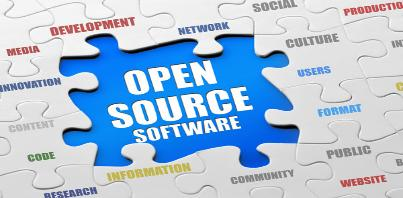 SOCIAL
PRODUCTIO
DEVELOPMENT
NETWORK
MEDIA
CULTURE
INNOVATION
OPEN
SOURCE
SOFTWARE
USERS
FORMAT
CONTENT
CODE
INFORMATION
PUBLIC
COMMUNITY
WEBSITE
RESEARCH